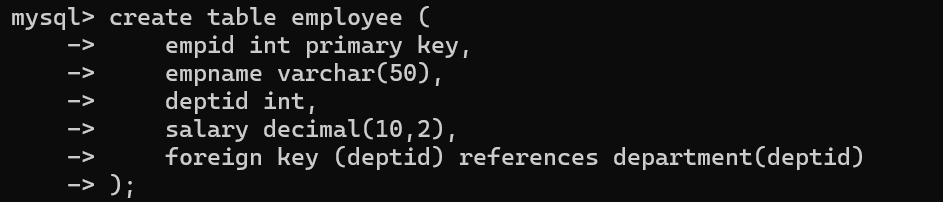 mysql> create table employee (
    ->     empid int primary key,
    ->     empname varchar(50),
    ->     deptid int,
    ->     salary decimal(10,2),
    ->     foreign key (deptid) references department(deptid)
    -> );